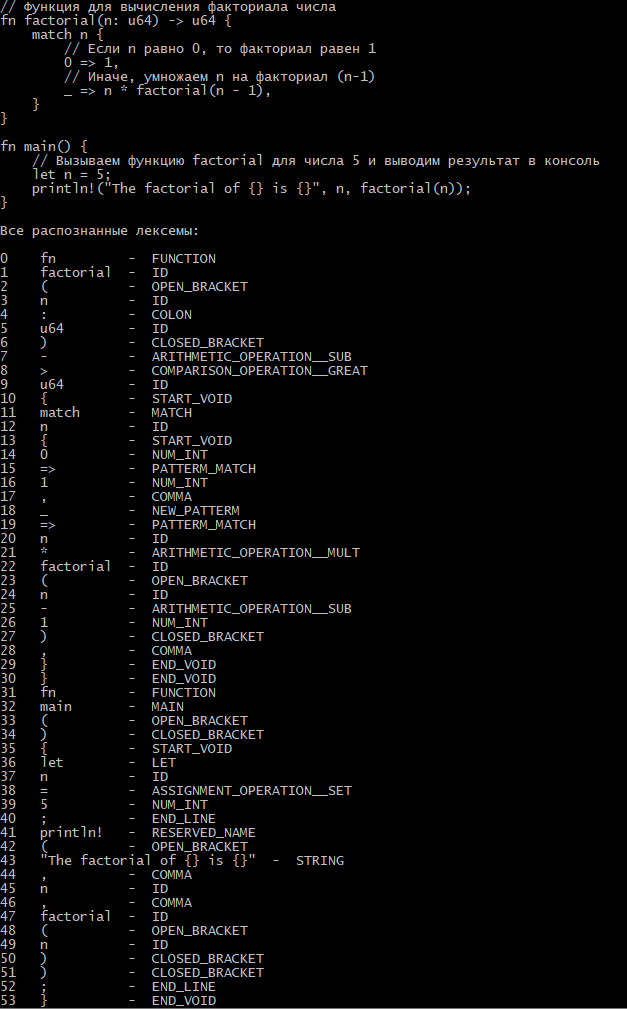 // Функция для вычисления факториала числа
fn factorial(n: u64) -> u64 {
    match n {
        // Если n равно 0, то факториал равен 1
        0 => 1,
        // Иначе, умножаем n на факториал (n-1)
        _ => n * factorial(n - 1),
    }
}

fn main() {
    // Вызываем функцию factorial для числа 5 и выводим результат в консоль
    let n = 5;
    println!("The factorial of {} is {}", n, factorial(n));
}

Все распознанные лексемы:

0    fn         -  FUNCTION
1    factorial  -  ID
2    (          -  OPEN_BRACKET
3    n          -  ID
4    :          -  COLON
5    u64        -  ID
6    )          -  CLOSED_BRACKET
7    -          -  ARITHMETIC_OPERATION__SUB
8    >          -  COMPARISON_OPERATION__GREAT
9    u64        -  ID
10   {          -  START_VOID
11   match      -  MATCH
12   n          -  ID
13   {          -  START_VOID
14   0          -  NUM_INT
15   =>         -  PATTERM_MATCH
16   1          -  NUM_INT
17   ,          -  COMMA
18   _          -  NEW_PATTERM
19   =>         -  PATTERM_MATCH
20   n          -  ID
21   *          -  ARITHMETIC_OPERATION__MULT
22   factorial  -  ID
23   (          -  OPEN_BRACKET
24   n          -  ID
25   -          -  ARITHMETIC_OPERATION__SUB
26   1          -  NUM_INT
27   )          -  CLOSED_BRACKET
28   ,          -  COMMA
29   }          -  END_VOID
30   }          -  END_VOID
31   fn         -  FUNCTION
32   main       -  MAIN
33   (          -  OPEN_BRACKET
34   )          -  CLOSED_BRACKET
35   {          -  START_VOID
36   let        -  LET
37   n          -  ID
38   =          -  ASSIGNMENT_OPERATION__SET
39   5          -  NUM_INT
40   ;          -  END_LINE
41   println!   -  RESERVED_NAME
42   (          -  OPEN_BRACKET
43   "The factorial of {} is {}"  -  STRING
44   ,          -  COMMA
45   n          -  ID
46   ,          -  COMMA
47   factorial  -  ID
48   (          -  OPEN_BRACKET
49   n          -  ID
50   )          -  CLOSED_BRACKET
51   )          -  CLOSED_BRACKET
52   ;          -  END_LINE
53   }          -  END_VOID